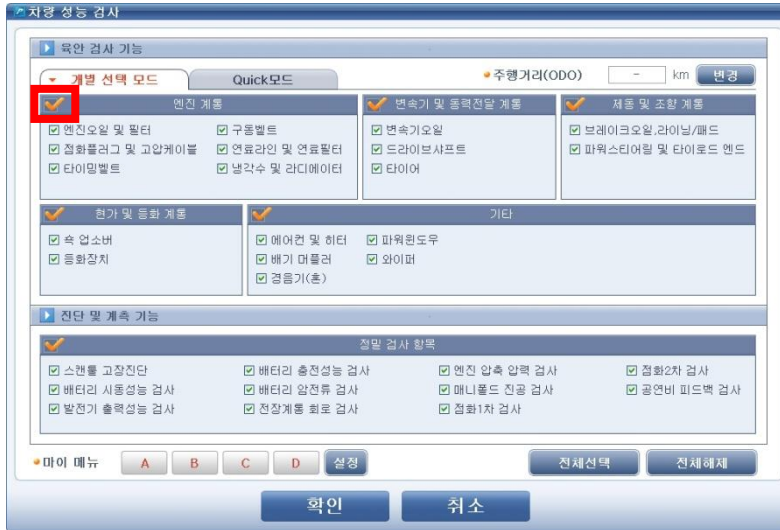 차량 성능 검사
육안 검사 기능
개별 선택 모드 Quick모드 주행거리(ODO) - km 변경
엔진 계통 변속기 및 동력전달 계통 제동 및 조향 계통
엔진오일 및 필터 구동벨트 변속기오일 브레이크오일,라이닝/패드
점화플러그 및 고압케이블 연료라인 및 연료필터 드라이브샤프트 파워스티어링 및 타이로드 엔드
타이밍벨트 냉각수 및 라디에이터 타이어
현가 및 등화 계통 기타
쇽 업소버 에어컨 및 히터 파워윈도우
등화장치 배기 머플러 와이퍼
경음기(혼)
진단 및 계측 기능
정밀 검사 항목
스캔툴 고장진단 배터리 충전성능 검사 엔진 압축 압력 검사 점화2차 검사
배터리 시동성능 검사 배터리 암전류 검사 매니폴드 진공 검사 공연비 피드백 검사
발전기 출력성능 검사 전장계통 회로 검사 점화1차 검사
마이 메뉴 A B C D 설정 전체선택 전체해제
확인 취소